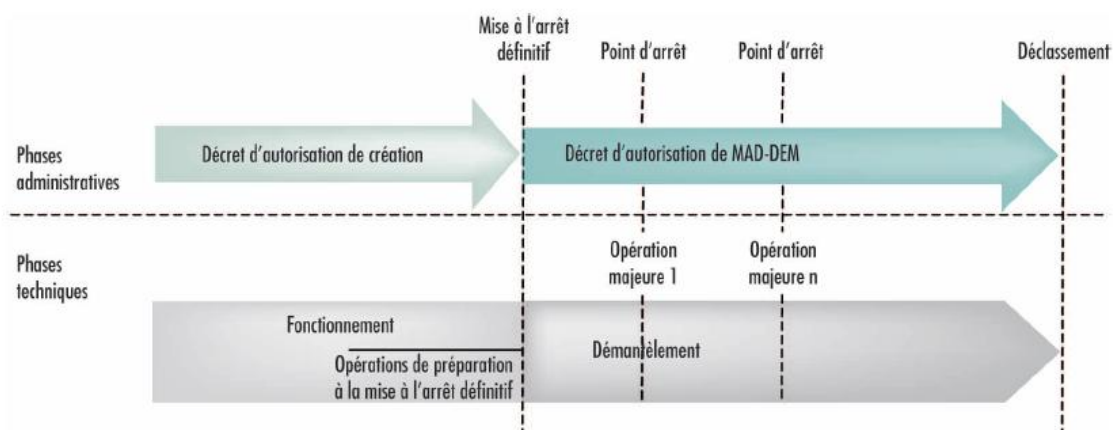 Mise à l'arrêt
définitif
Point d'arrêt
Point d'arrêt
Déclassement
Phases
administratives
Décret d'autorisation de création
Décret d'autorisation de MAD-DEM
Phases
techniques
Opération
majeure 1
Opération
majeure n
Fonctionnement
Opérations de préparation
à la mise à l'arrêt définitif
Démantèlement